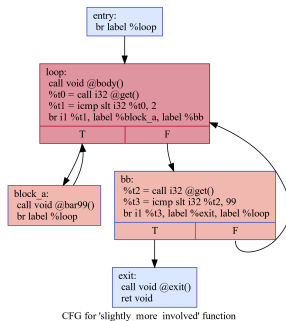 entry:
br label %loop
loop:
call void @body()
%t0 = call i32 @get()
%t1 = icmp slt i32 %t0, 2
br i1 %t1, label %block_a, label %bb
T F
block_a:
call void @bar99()
br label %loop
bb:
%t2 = call i32 @get()
%t3 = icmp slt i32 %t2, 99
br i1 %t3, label %exit, label %loop
T F
exit:
call void @exit()
ret void
CFG for 'slightly_more_involved' function